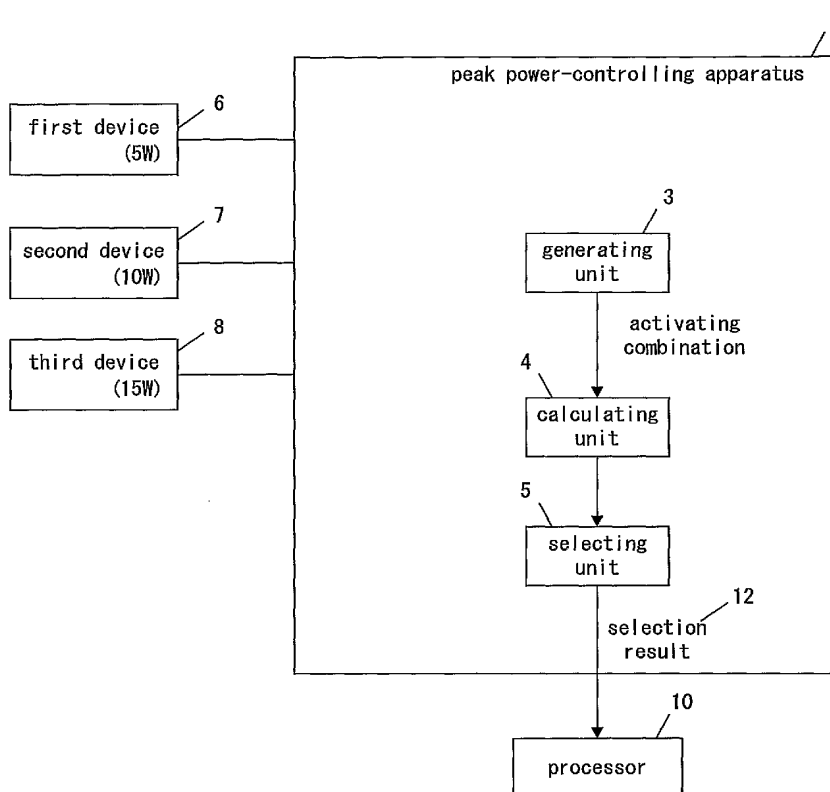 peak power-controlling apparatus
6
first device
(5W)
7
second device
(10W)
8
third device
(15W)
3
generating
unit
activating
combination
4
calculating
unit
5
selecting
unit
12
selection
result
10
processor